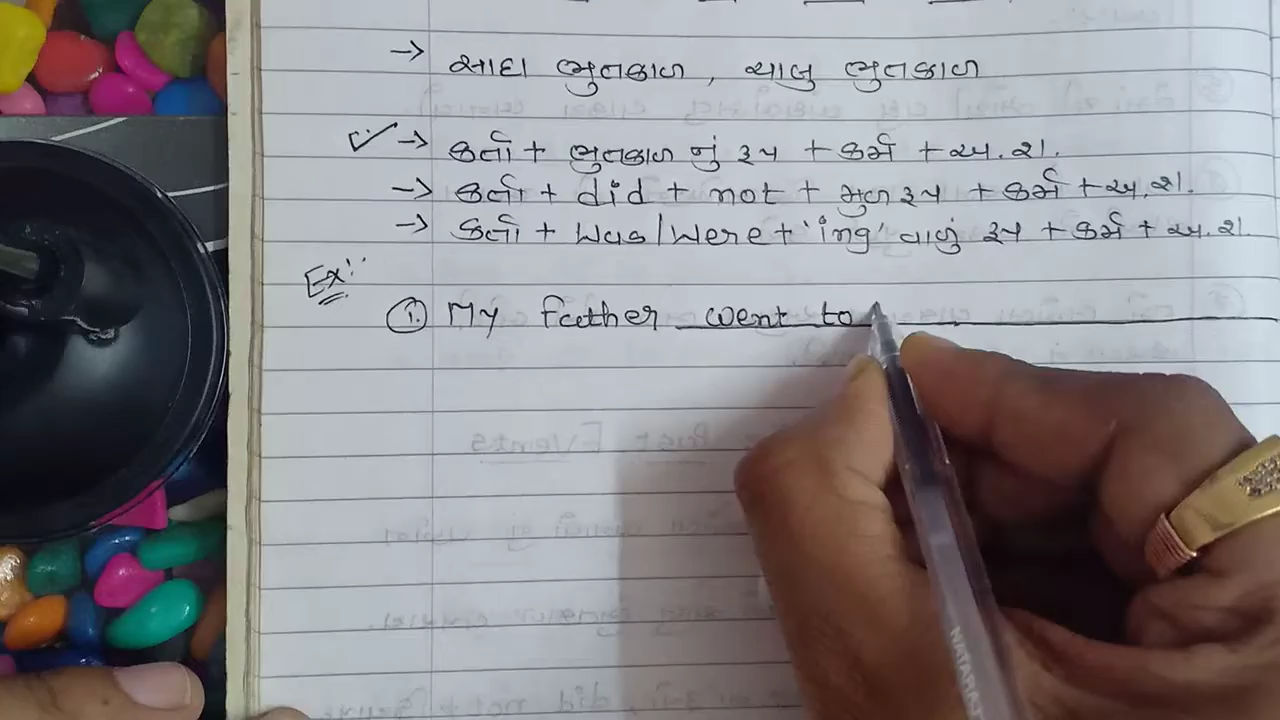 → સાદા ભુતકાળ, ચાલુ ભુતકાળ
✓→ કર્તા + ભુતકાળ નું રૂપ + કર્મ + અ.શ.
→ કર્તા + did + not + મુળ રૂપ + કર્મ + અ.શ.
→ કર્તા + was/were + 'ing' વાળું રૂપ + કર્મ + અ.શ.
Ex:
①. My Father went to
NATARAJ